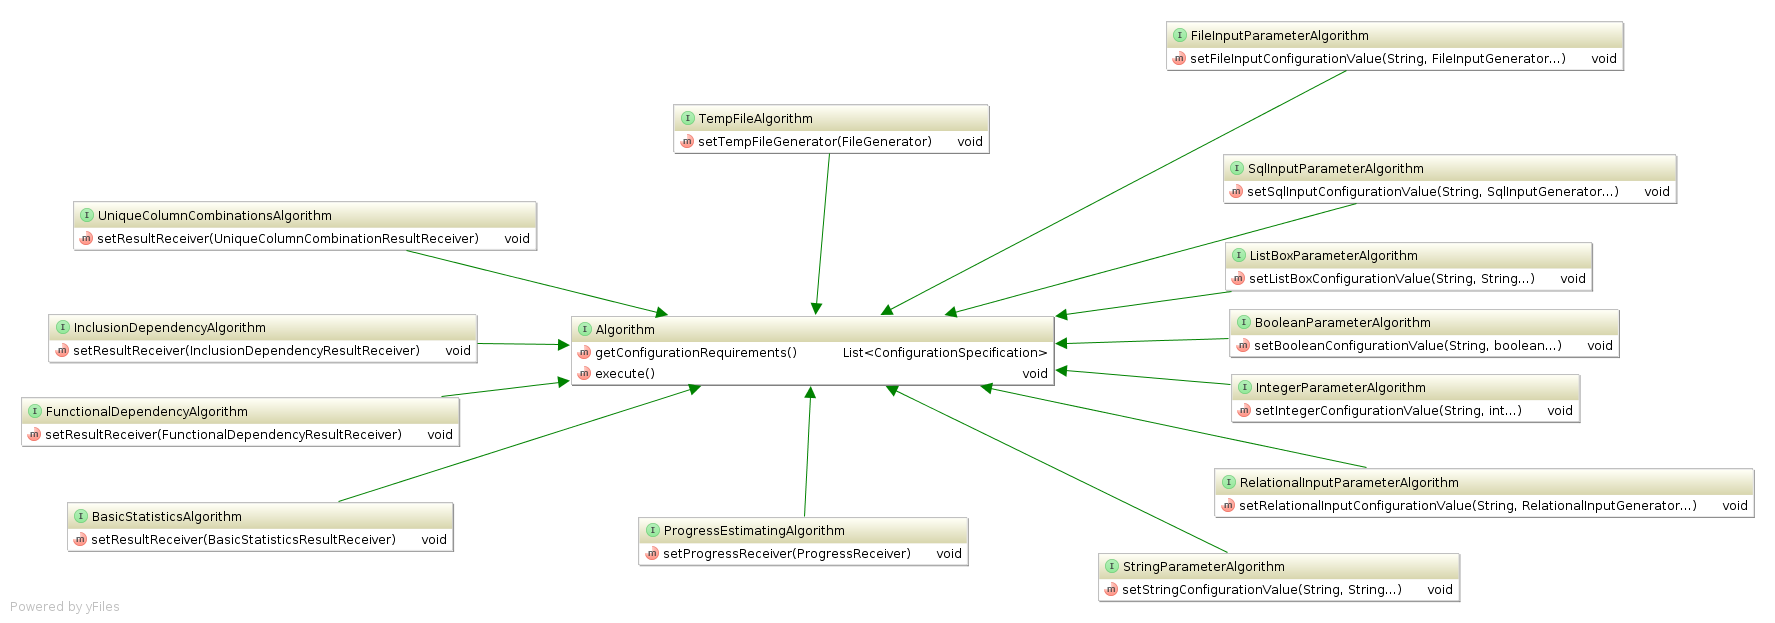 FileInputParameterAlgorithm
setFileInputConfigurationValue(String, FileInputGenerator...) void
TempFileAlgorithm
setTempFileGenerator(FileGenerator) void
SqlInputParameterAlgorithm
setSqlInputConfigurationValue(String, SqlInputGenerator...) void
UniqueColumnCombinationsAlgorithm
setResultReceiver(UniqueColumnCombinationResultReceiver) void
ListBoxParameterAlgorithm
setListBoxConfigurationValue(String, String...) void
InclusionDependencyAlgorithm
setResultReceiver(InclusionDependencyResultReceiver) void
Algorithm
getConfigurationRequirements() List<ConfigurationSpecification>
execute() void
BooleanParameterAlgorithm
setBooleanConfigurationValue(String, boolean...) void
IntegerParameterAlgorithm
setIntegerConfigurationValue(String, int...) void
FunctionalDependencyAlgorithm
setResultReceiver(FunctionalDependencyResultReceiver) void
RelationalInputParameterAlgorithm
setRelationalInputConfigurationValue(String, RelationalInputGenerator...) void
BasicStatisticsAlgorithm
setResultReceiver(BasicStatisticsResultReceiver) void
ProgressEstimatingAlgorithm
setProgressReceiver(ProgressReceiver) void
StringParameterAlgorithm
setStringConfigurationValue(String, String...) void
Powered by yFiles